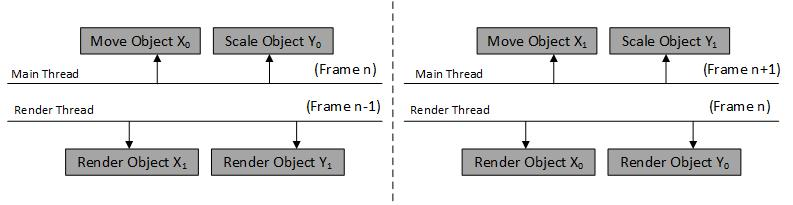 Move Object X₀ Scale Object Y₀
Main Thread (Frame n)
Render Thread (Frame n-1)
Render Object X₁ Render Object Y₁
Move Object X₁ Scale Object Y₁
Main Thread (Frame n+1)
Render Thread (Frame n)
Render Object X₀ Render Object Y₀